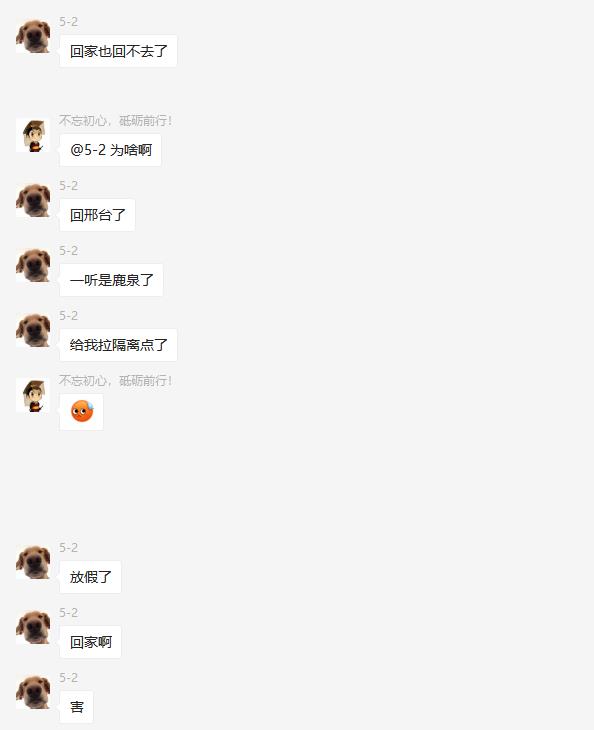 5-2
回家也回不去了
不忘初心，砥砺前行！
@5-2 为啥啊
5-2
回邢台了
5-2
一听是鹿泉了
5-2
给我拉隔离点了
不忘初心，砥砺前行！
5-2
放假了
5-2
回家啊
5-2
害